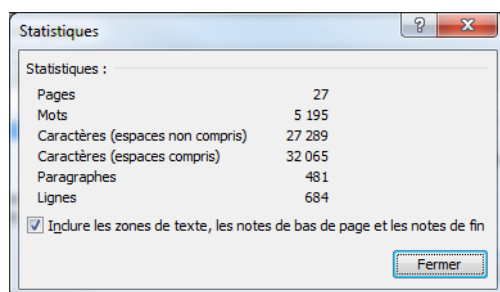 Statistiques
Statistiques :
Pages 27
Mots 5 195
Caractères (espaces non compris) 27 289
Caractères (espaces compris) 32 065
Paragraphes 481
Lignes 684
Inclure les zones de texte, les notes de bas de page et les notes de fin
Fermer